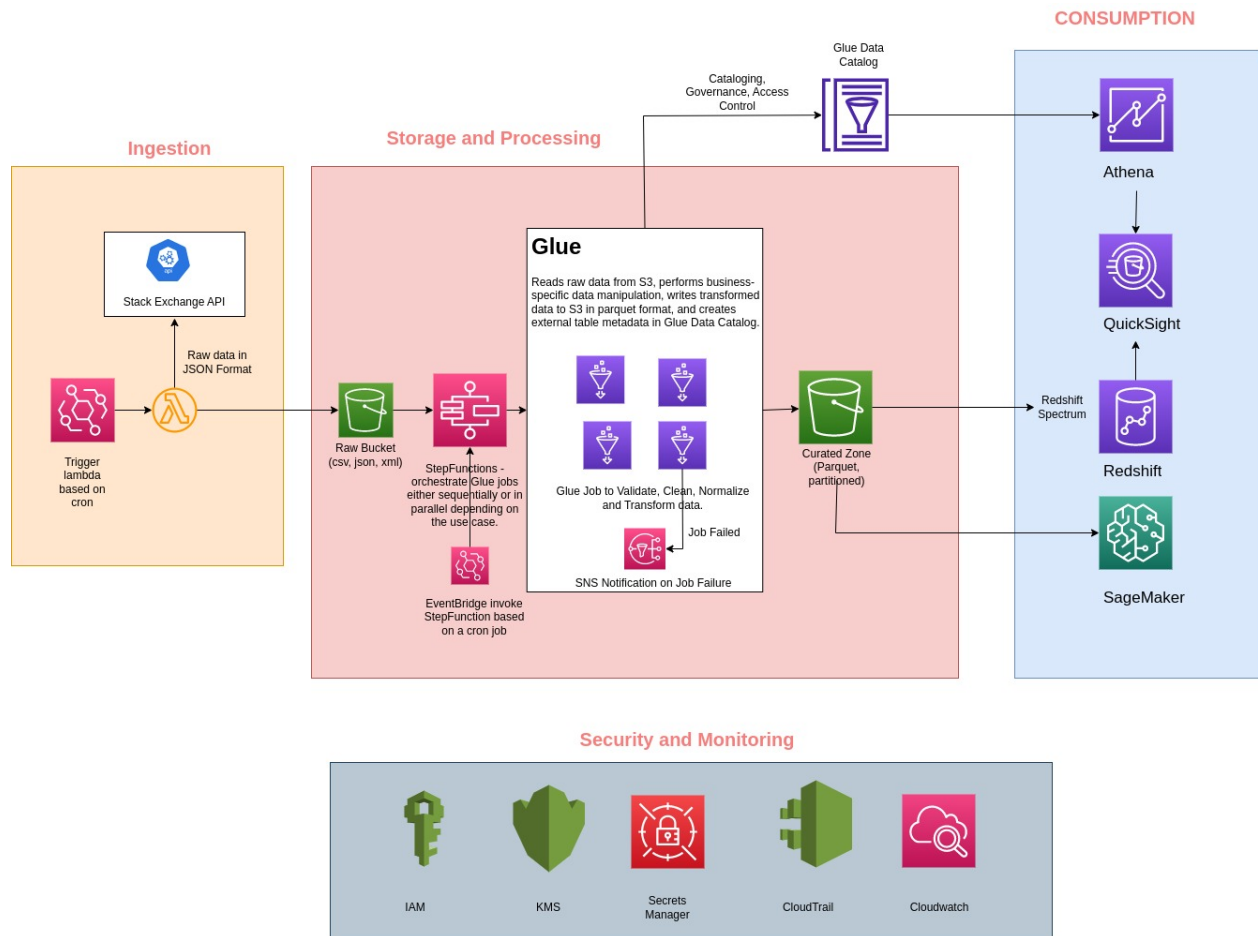 CONSUMPTION
Glue Data
Catalog
Cataloging,
Governance, Access
Control
Ingestion
Storage and Processing
Athena
Glue
Reads raw data from S3, performs business-
specific data manipulation, writes transformed
data to S3 in parquet format, and creates
external table metadata in Glue Data Catalog.
api
Stack Exchange API
QuickSight
Raw data in
JSON Format
Redshift
Spectrum
Trigger
lambda
based on
cron
Raw Bucket
(csv, json, xml)
StepFunctions -
orchestrate Glue jobs
either sequentially or in
parallel depending on
the use case.
Curated Zone
(Parquet,
partitioned)
Redshift
Glue Job to Validate, Clean, Normalize
and Transform data.
Job Failed
SNS Notification on Job Failure
EventBridge invoke
StepFunction based
on a cron job
SageMaker
Security and Monitoring
IAM
KMS
Secrets
Manager
CloudTrail
Cloudwatch